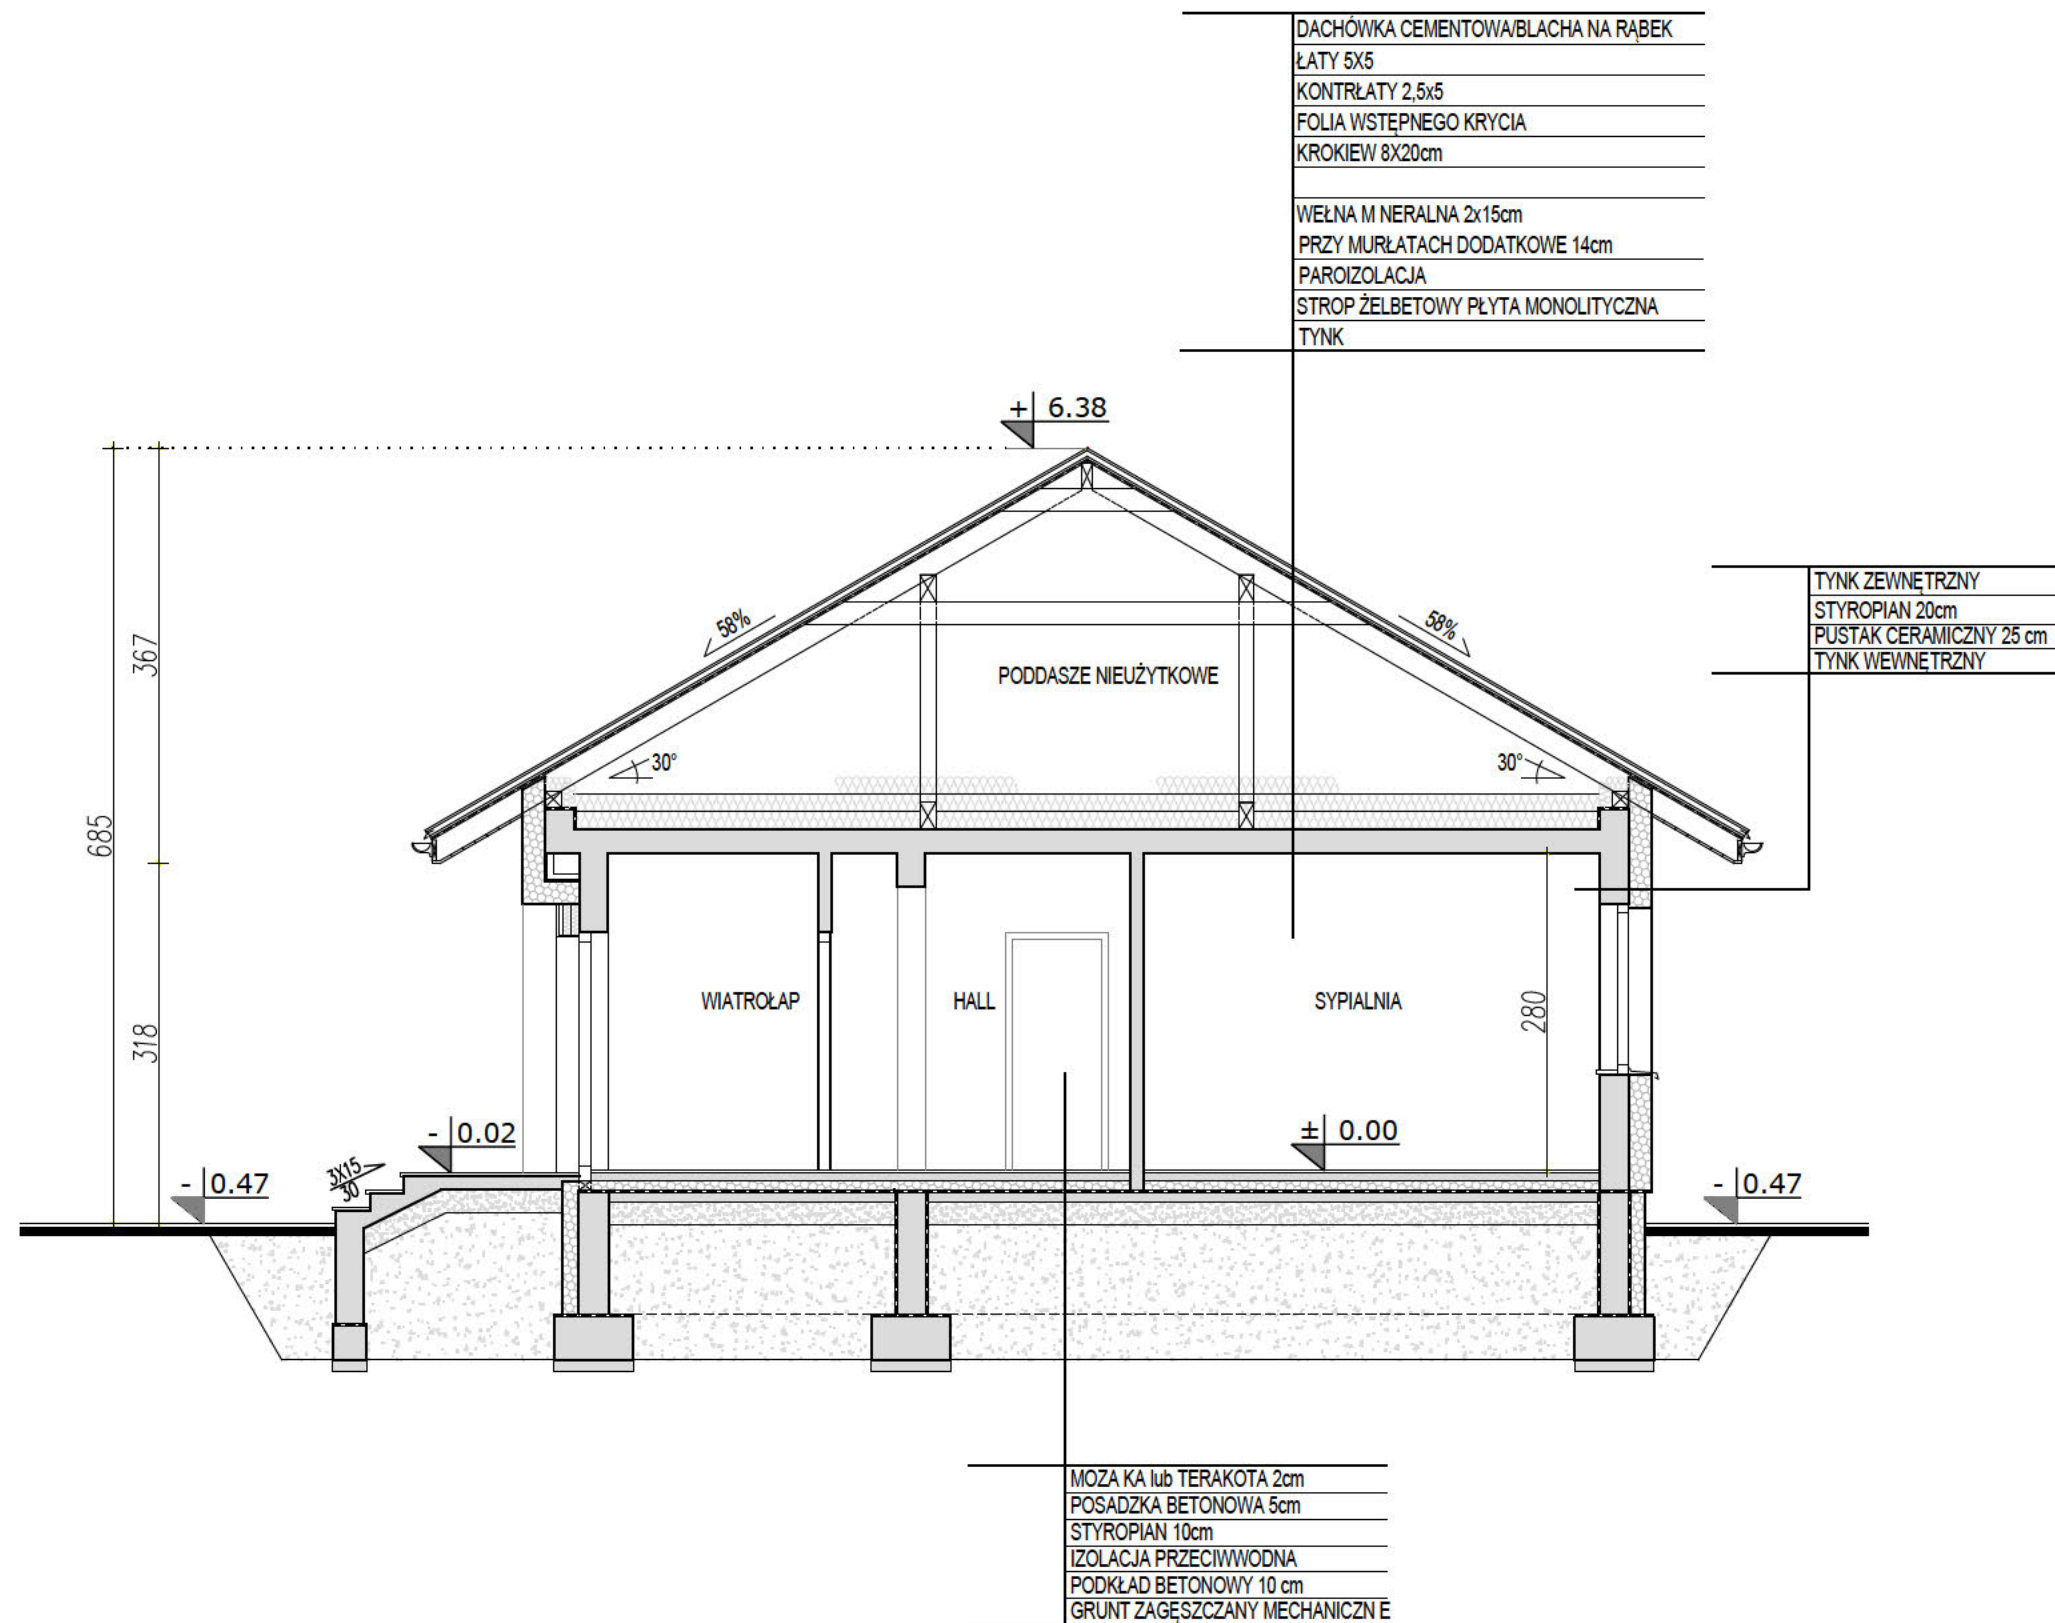 DACHÓWKA CEMENTOWA/BLACHA NA RĄBEK
ŁATY 5X5
KONTRŁATY 2,5x5
FOLIA WSTĘPNEGO KRYCIA
KROKIEW 8X20cm
WEŁNA M NERALNA 2x15cm
PRZY MURŁATACH DODATKOWE 14cm
PAROIZOLACJA
STROP ŻELBETOWY PŁYTA MONOLITYCZNA
TYNK
+ 6.38
TYNK ZEWNĘTRZNY
STYROPIAN 20cm
PUSTAK CERAMICZNY 25 cm
TYNK WEWNĘTRZNY
58%
58%
367
PODDASZE NIEUŻYTKOWE
30°
30°
685
WIATROŁAP
HALL
SYPIALNIA
280
318
- 0.02
± 0.00
3X15
30
- 0.47
- 0.47
MOZA KA lub TERAKOTA 2cm
POSADZKA BETONOWA 5cm
STYROPIAN 10cm
IZOLACJA PRZECIWWODNA
PODKŁAD BETONOWY 10 cm
GRUNT ZAGĘSZCZANY MECHANICZN E